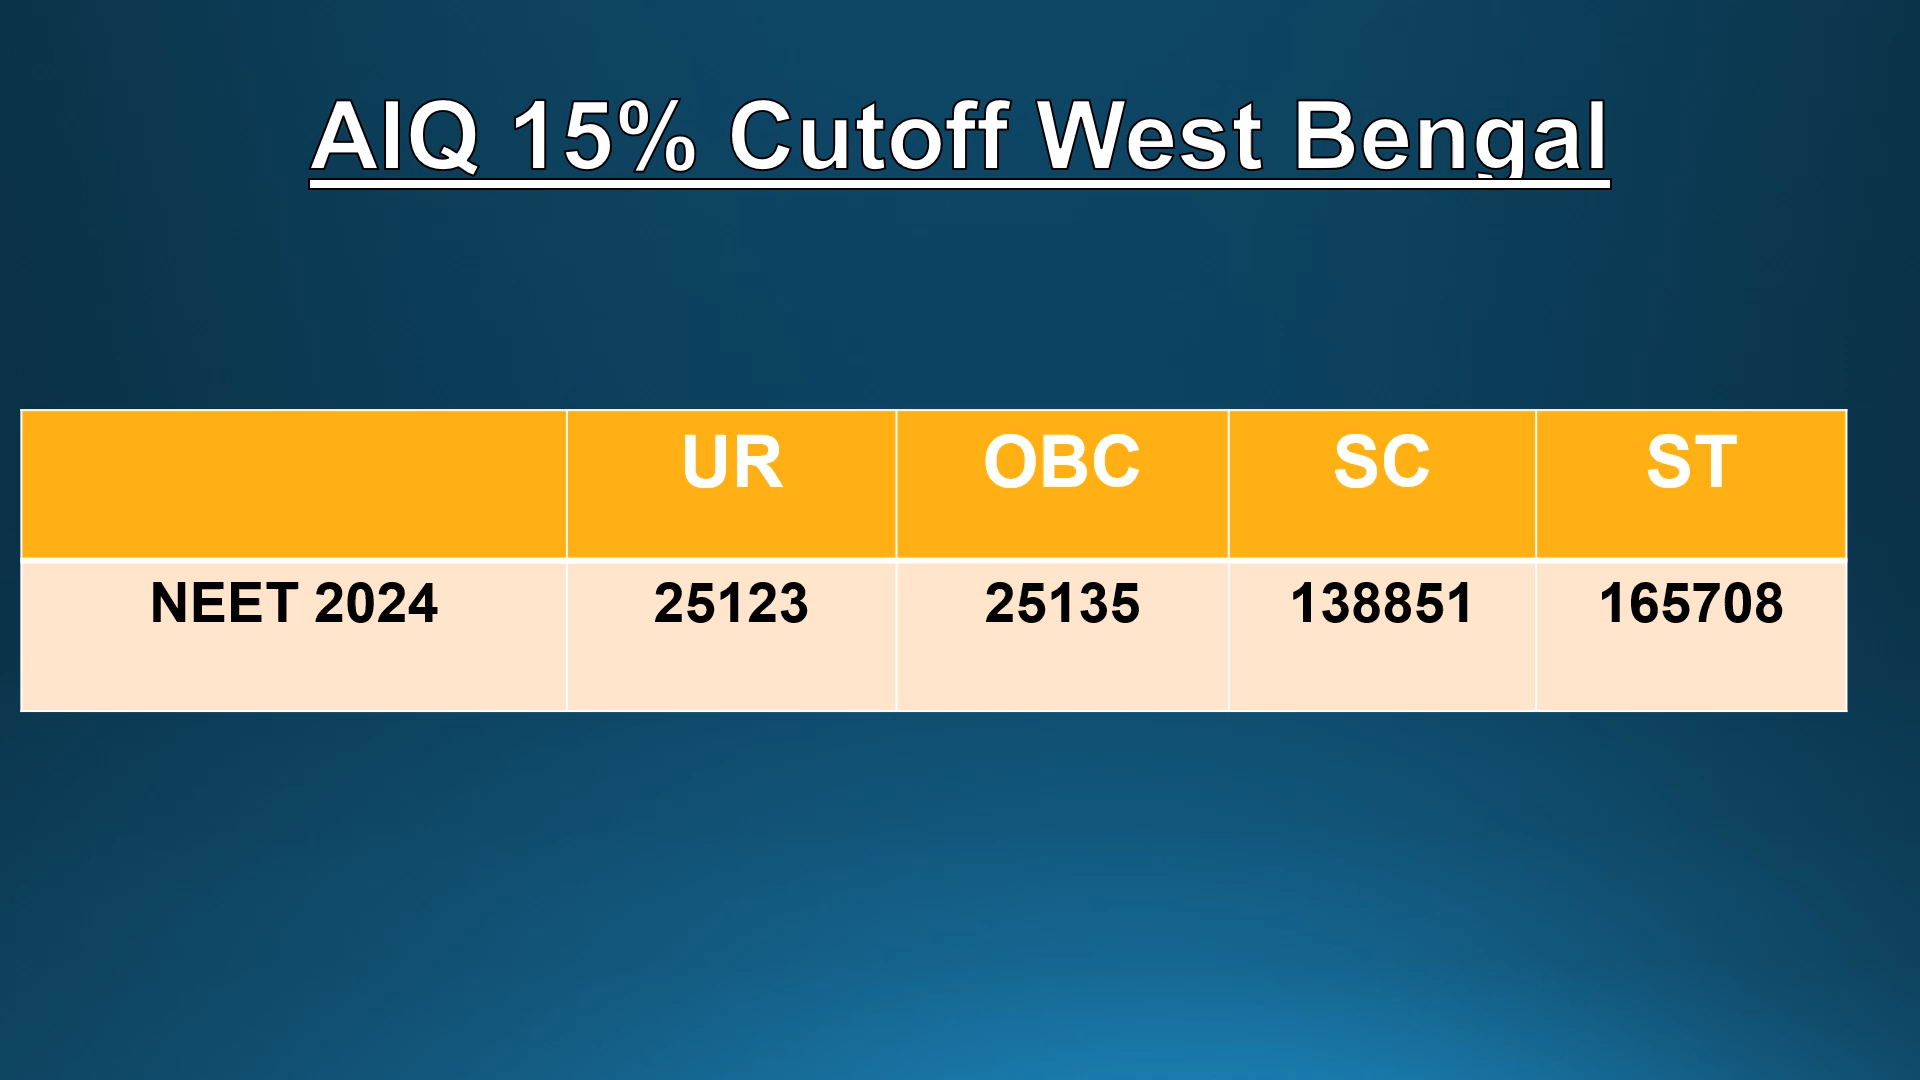 AIQ 15% Cutoff West Bengal
UR OBC SC ST
NEET 2024 25123 25135 138851 165708